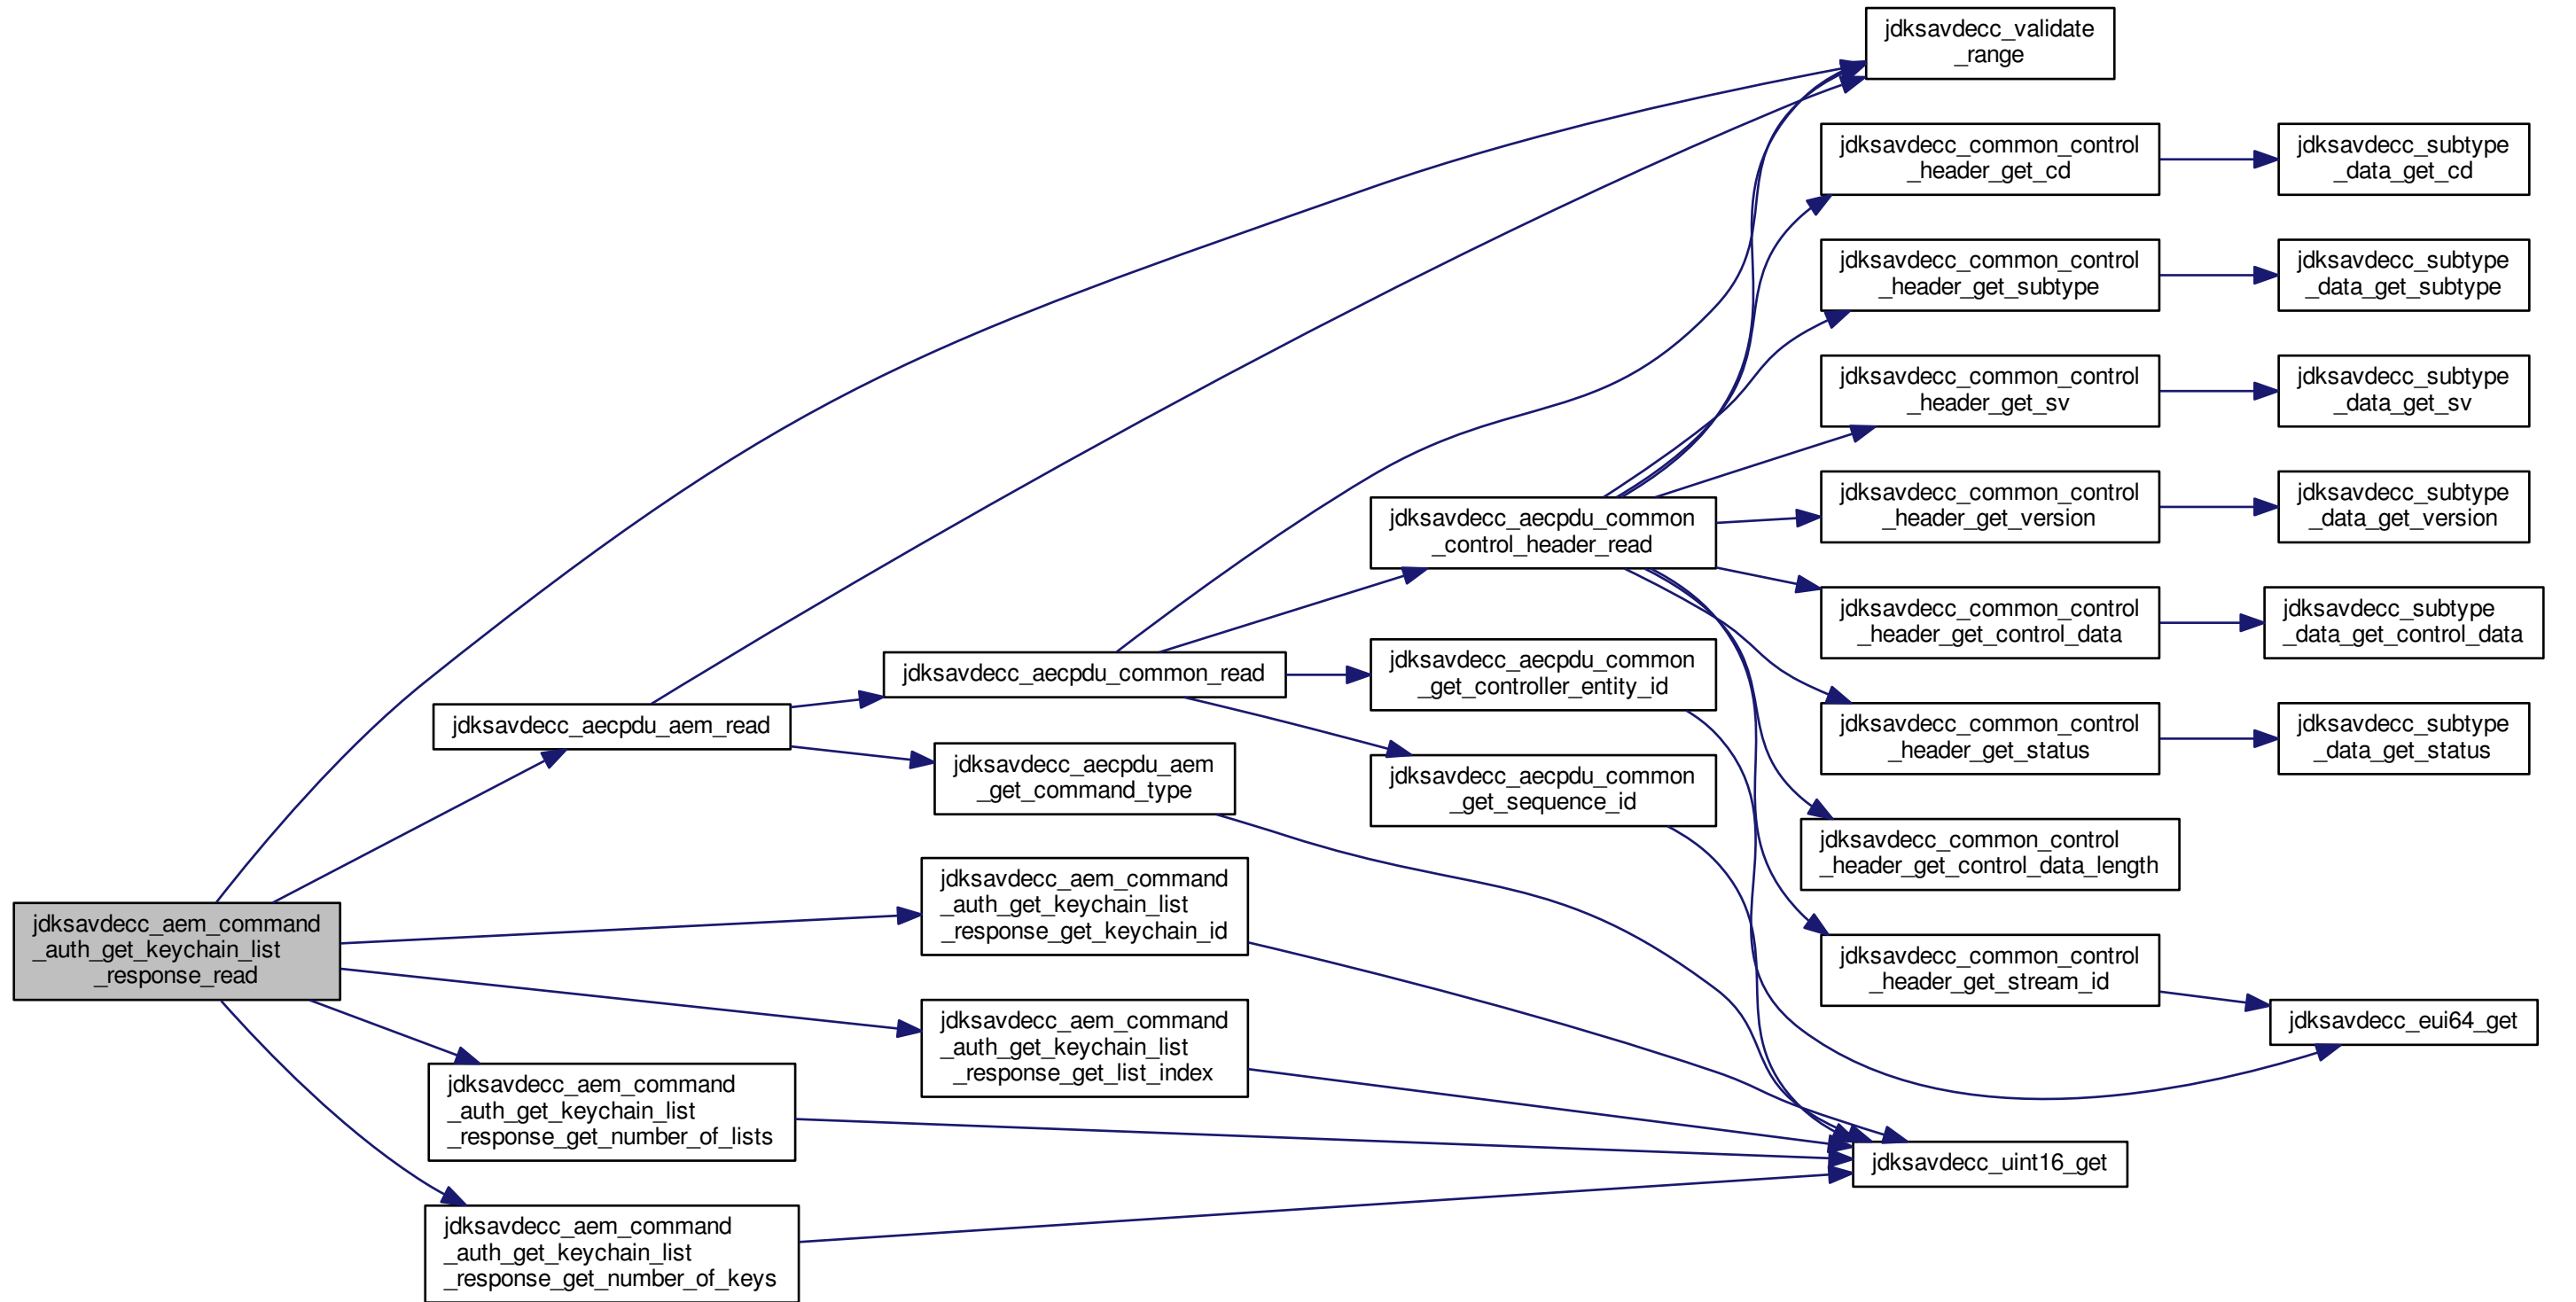 jdksavdecc_aem_command
_auth_get_keychain_list
_response_read
jdksavdecc_aecpdu_aem_read
jdksavdecc_aem_command
_auth_get_keychain_list
_response_get_number_of_lists
jdksavdecc_aem_command
_auth_get_keychain_list
_response_get_number_of_keys
jdksavdecc_aecpdu_common_read
jdksavdecc_aecpdu_aem
_get_command_type
jdksavdecc_aem_command
_auth_get_keychain_list
_response_get_keychain_id
jdksavdecc_aem_command
_auth_get_keychain_list
_response_get_list_index
jdksavdecc_aecpdu_common
_control_header_read
jdksavdecc_aecpdu_common
_get_controller_entity_id
jdksavdecc_aecpdu_common
_get_sequence_id
jdksavdecc_validate
_range
jdksavdecc_common_control
_header_get_cd
jdksavdecc_common_control
_header_get_subtype
jdksavdecc_common_control
_header_get_sv
jdksavdecc_common_control
_header_get_version
jdksavdecc_common_control
_header_get_control_data
jdksavdecc_common_control
_header_get_status
jdksavdecc_common_control
_header_get_control_data_length
jdksavdecc_common_control
_header_get_stream_id
jdksavdecc_uint16_get
jdksavdecc_subtype
_data_get_cd
jdksavdecc_subtype
_data_get_subtype
jdksavdecc_subtype
_data_get_sv
jdksavdecc_subtype
_data_get_version
jdksavdecc_subtype
_data_get_control_data
jdksavdecc_subtype
_data_get_status
jdksavdecc_eui64_get